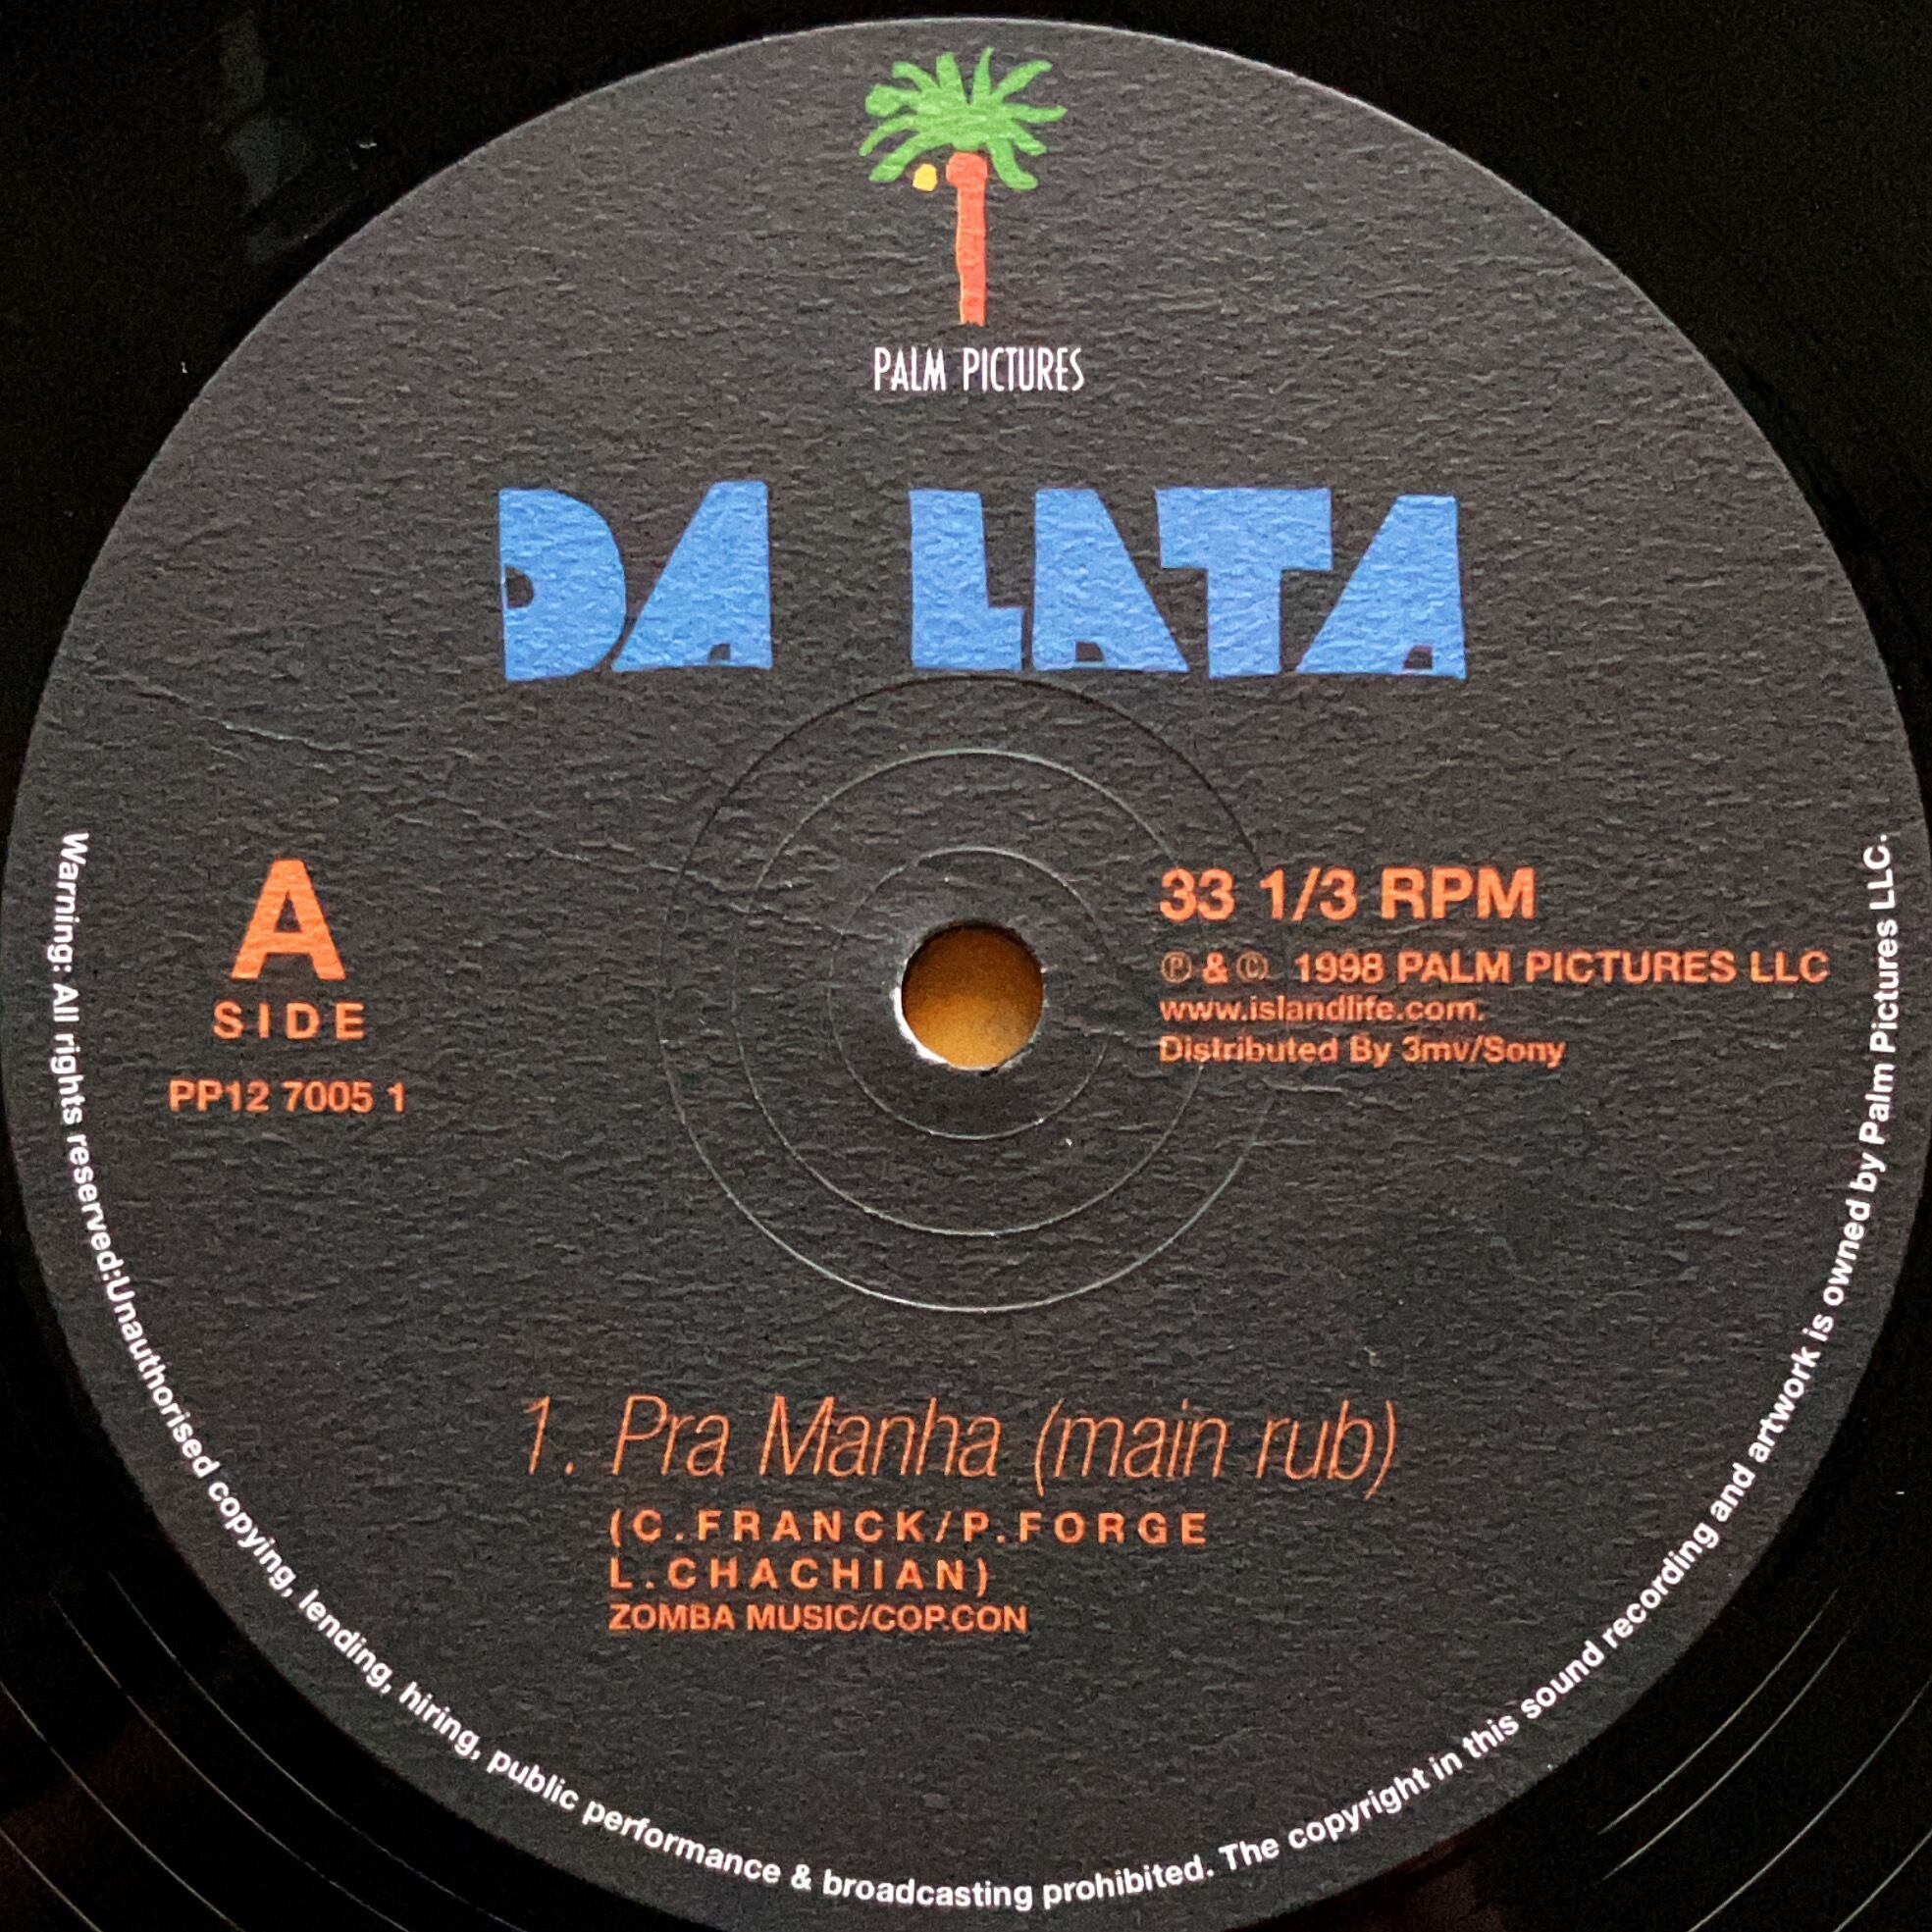 PALM PICTURES
DA LATA
A
SIDE
PP12 7005 1
33 1/3 RPM
Ⓟ & © 1998 PALM PICTURES LLC
www.islandlife.com.
Distributed By 3mv/Sony
1. Pra Manha (main rub)
(C.FRANCK/P.FORGE
L.CHACHIAN)
ZOMBA MUSIC/COP.CON
Warning: All rights reserved:Unauthorised copying, lending, hiring, public performance & broadcasting prohibited. The copyright in this sound recording and artwork is owned by Palm Pictures LLC.